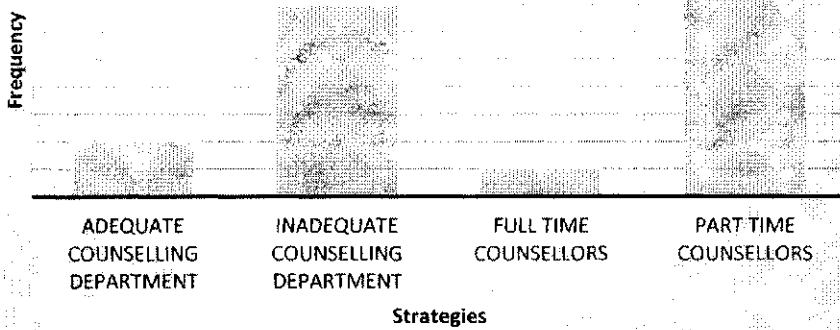 Frequency
ADEQUATE COUNSELLING DEPARTMENT
INADEQUATE COUNSELLING DEPARTMENT
FULL TIME COUNSELLORS
PART TIME COUNSELLORS
Strategies